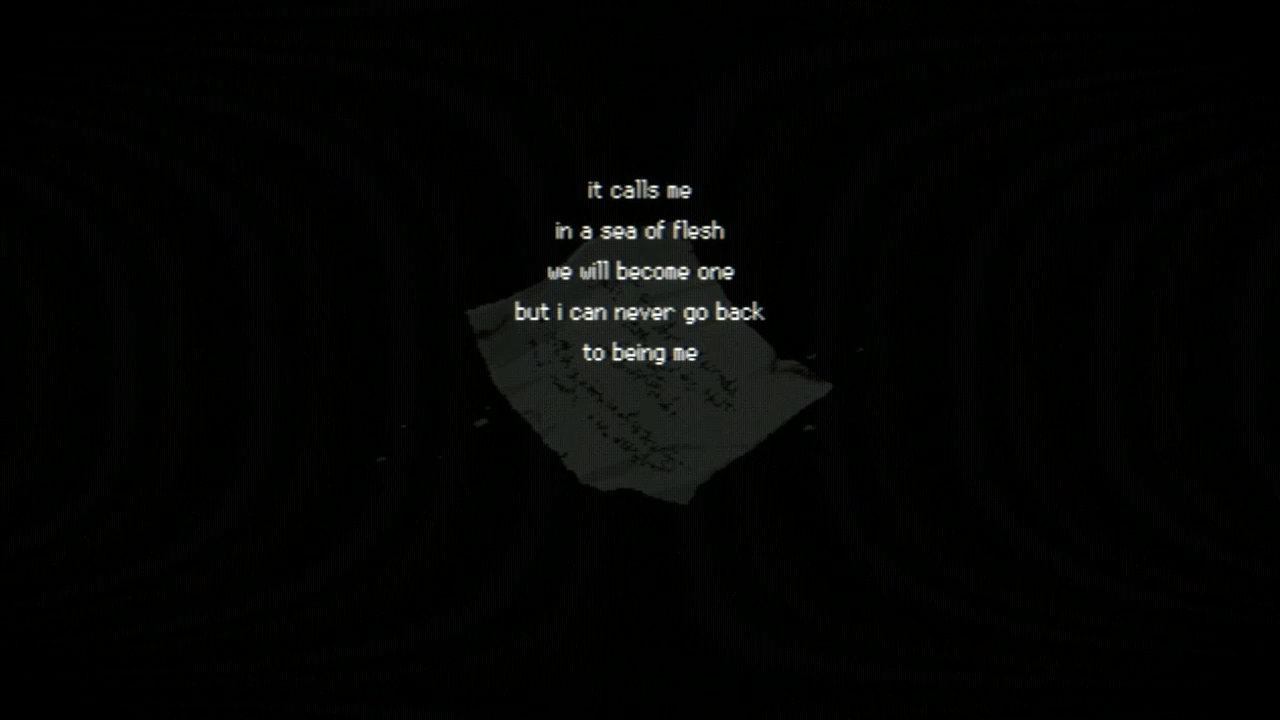 it calls me
in a sea of flesh
we will become one
but i can never go back
to being me